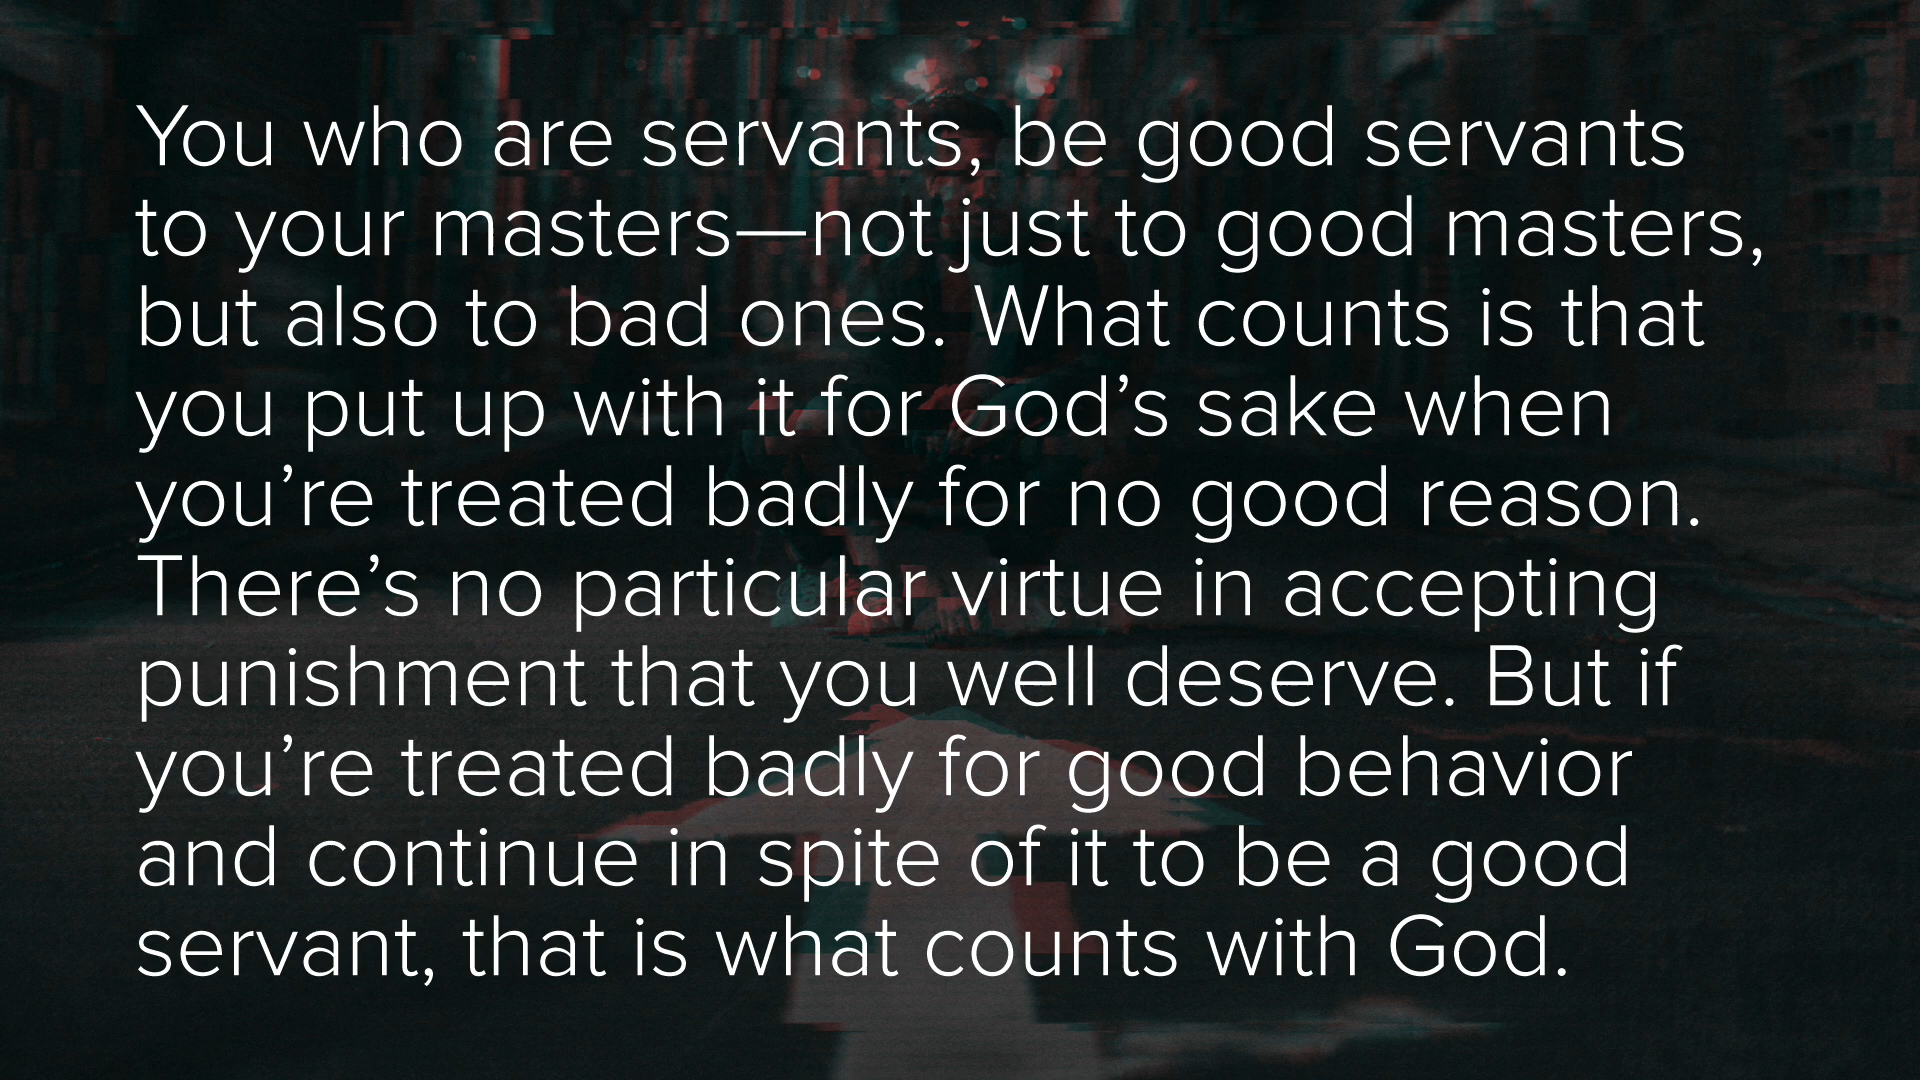 You who are servants, be good servants
to your masters—not just to good masters,
but also to bad ones. What counts is that
you put up with it for God’s sake when
you’re treated badly for no good reason.
There’s no particular virtue in accepting
punishment that you well deserve. But if
you’re treated badly for good behavior
and continue in spite of it to be a good
servant, that is what counts with God.